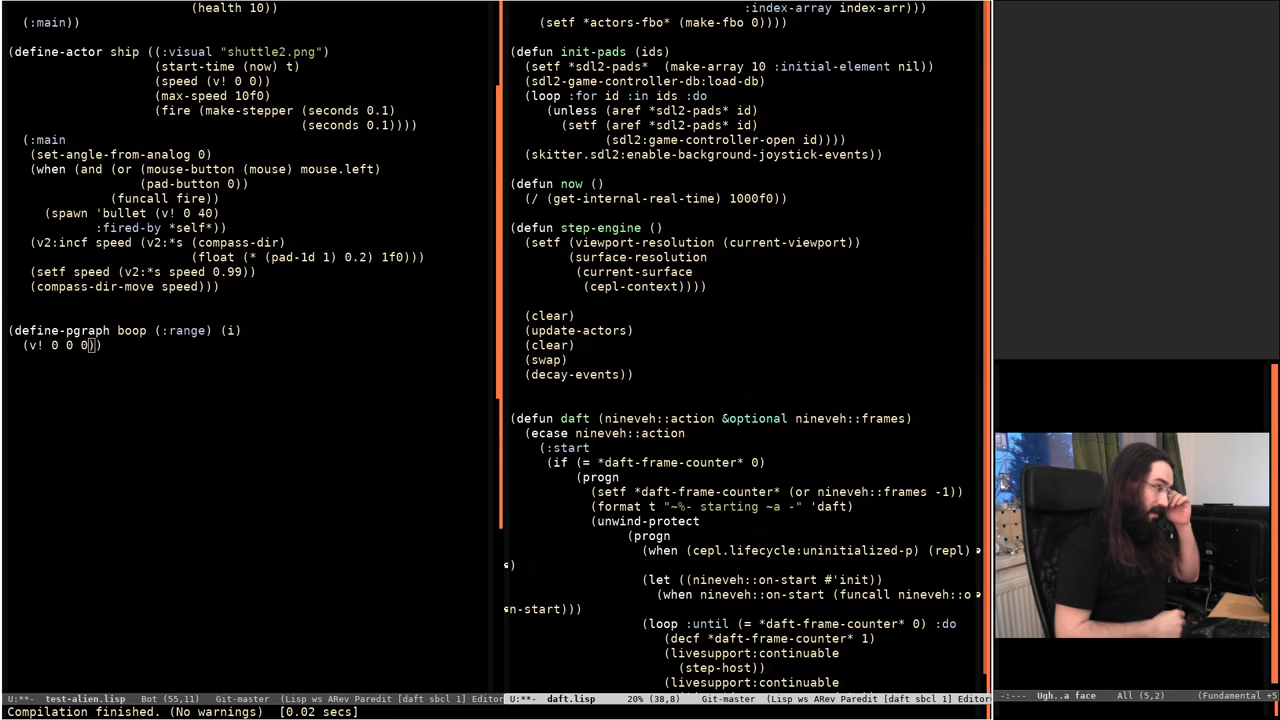 (health 10))
(:main))
(define-actor ship ((:visual "shuttle2.png")
(start-time (now) t)
(speed (v! 0 0))
(max-speed 10f0)
(fire (make-stepper (seconds 0.1)
(seconds 0.1))))
(:main
(set-angle-from-analog 0)
(when (and (or (mouse-button (mouse) mouse.left)
(pad-button 0))
(funcall fire))
(spawn 'bullet (v! 0 40)
:fired-by *self*))
(v2:incf speed (v2:*s (compass-dir)
(float (* (pad-1d 1) 0.2) 1f0)))
(setf speed (v2:*s speed 0.99))
(compass-dir-move speed)))
(define-pgraph boop (:range) (i)
(v! 0 0 0))
U:**- test-alien.lisp Bot (55,11) Git-master (Lisp ws ARev Paredit [daft sbcl 1] Editor
Compilation finished. (No warnings) [0.02 secs]
:index-array index-arr)))
(setf *actors-fbo* (make-fbo 0))))
(defun init-pads (ids)
(setf *sdl2-pads* (make-array 10 :initial-element nil))
(sdl2-game-controller-db:load-db)
(loop :for id :in ids :do
(unless (aref *sdl2-pads* id)
(setf (aref *sdl2-pads* id)
(sdl2:game-controller-open id))))
(skitter.sdl2:enable-background-joystick-events))
(defun now ()
(/ (get-internal-real-time) 1000f0))
(defun step-engine ()
(setf (viewport-resolution (current-viewport))
(surface-resolution
(current-surface
(cepl-context))))
(clear)
(update-actors)
(clear)
(swap)
(decay-events))
(defun daft (nineveh::action &optional nineveh::frames)
(ecase nineveh::action
(:start
(if (= *daft-frame-counter* 0)
(progn
(setf *daft-frame-counter* (or nineveh::frames -1))
(format t "~%- starting ~a -" 'daft)
(unwind-protect
(progn
(when (cepl.lifecycle:uninitialized-p) (repl)
)
(let ((nineveh::on-start #'init))
(when nineveh::on-start (funcall nineveh::o
n-start)))
(loop :until (= *daft-frame-counter* 0) :do
(decf *daft-frame-counter* 1)
(livesupport:continuable
(step-host))
(livesupport:continuable
U:**- daft.lisp 20% (38,8) Git-master (Lisp ws ARev Paredit [daft sbcl 1] Editor
-:--- Ugh..a face All (5,2) (Fundamental +5